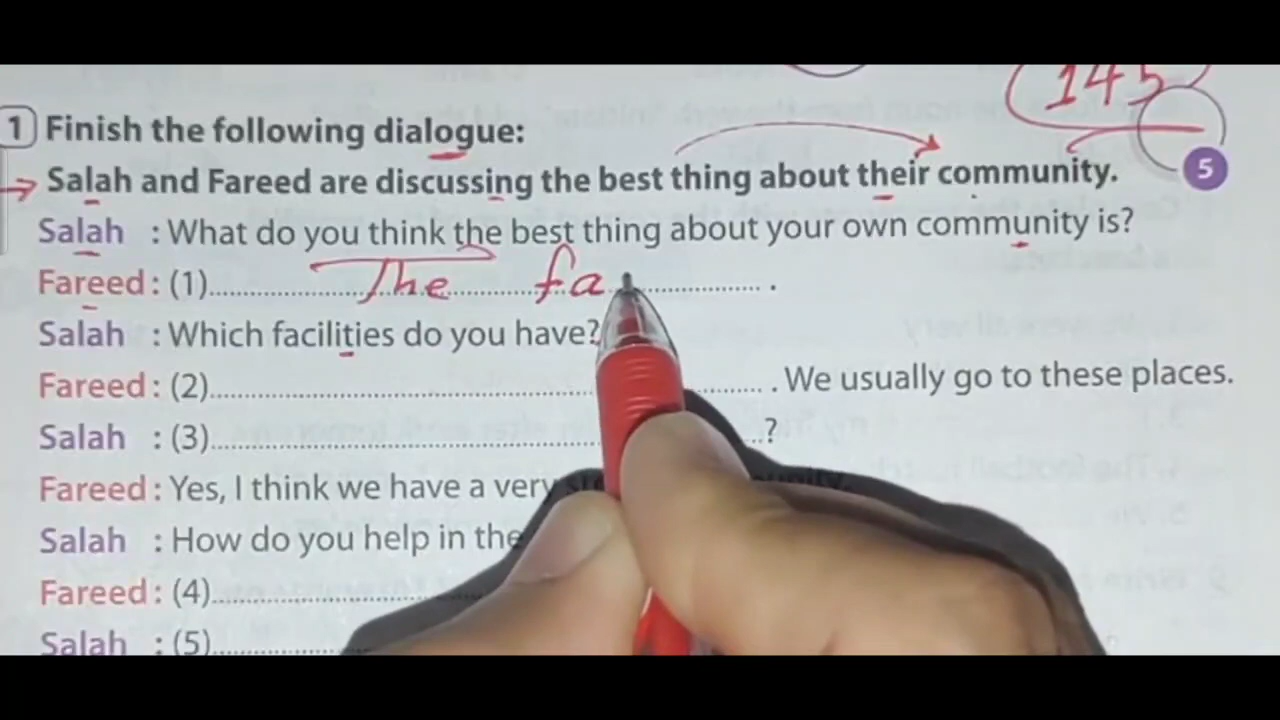 145
1 Finish the following dialogue:
Salah and Fareed are discussing the best thing about their community. 5
Salah : What do you think the best thing about your own community is?
Fareed : (1).............. The fa .............. .
Salah : Which facilities do you have?
Fareed : (2).............................. . We usually go to these places.
Salah : (3)..............................?
Fareed : Yes, I think we have a very
Salah : How do you help in the
Fareed : (4)..............................
Salah : (5)..............